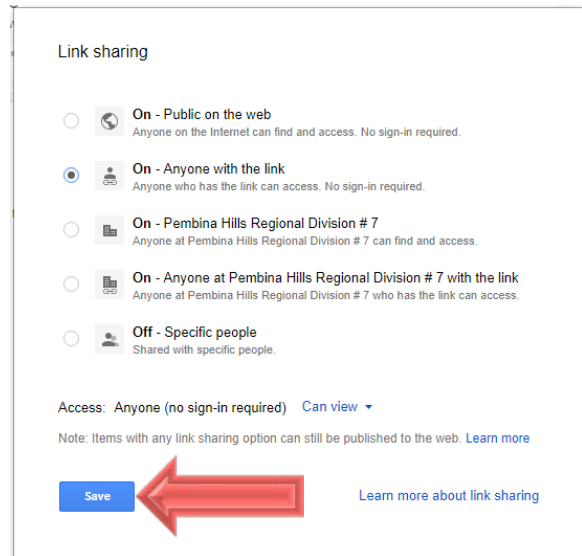 Link sharing
On - Public on the web
Anyone on the Internet can find and access. No sign-in required.
On - Anyone with the link
Anyone who has the link can access. No sign-in required.
On - Pembina Hills Regional Division # 7
Anyone at Pembina Hills Regional Division # 7 can find and access.
On - Anyone at Pembina Hills Regional Division # 7 with the link
Anyone at Pembina Hills Regional Division # 7 who has the link can access.
Off - Specific people
Shared with specific people.
Access: Anyone (no sign-in required) Can view
Note: Items with any link sharing option can still be published to the web. Learn more
Save Learn more about link sharing